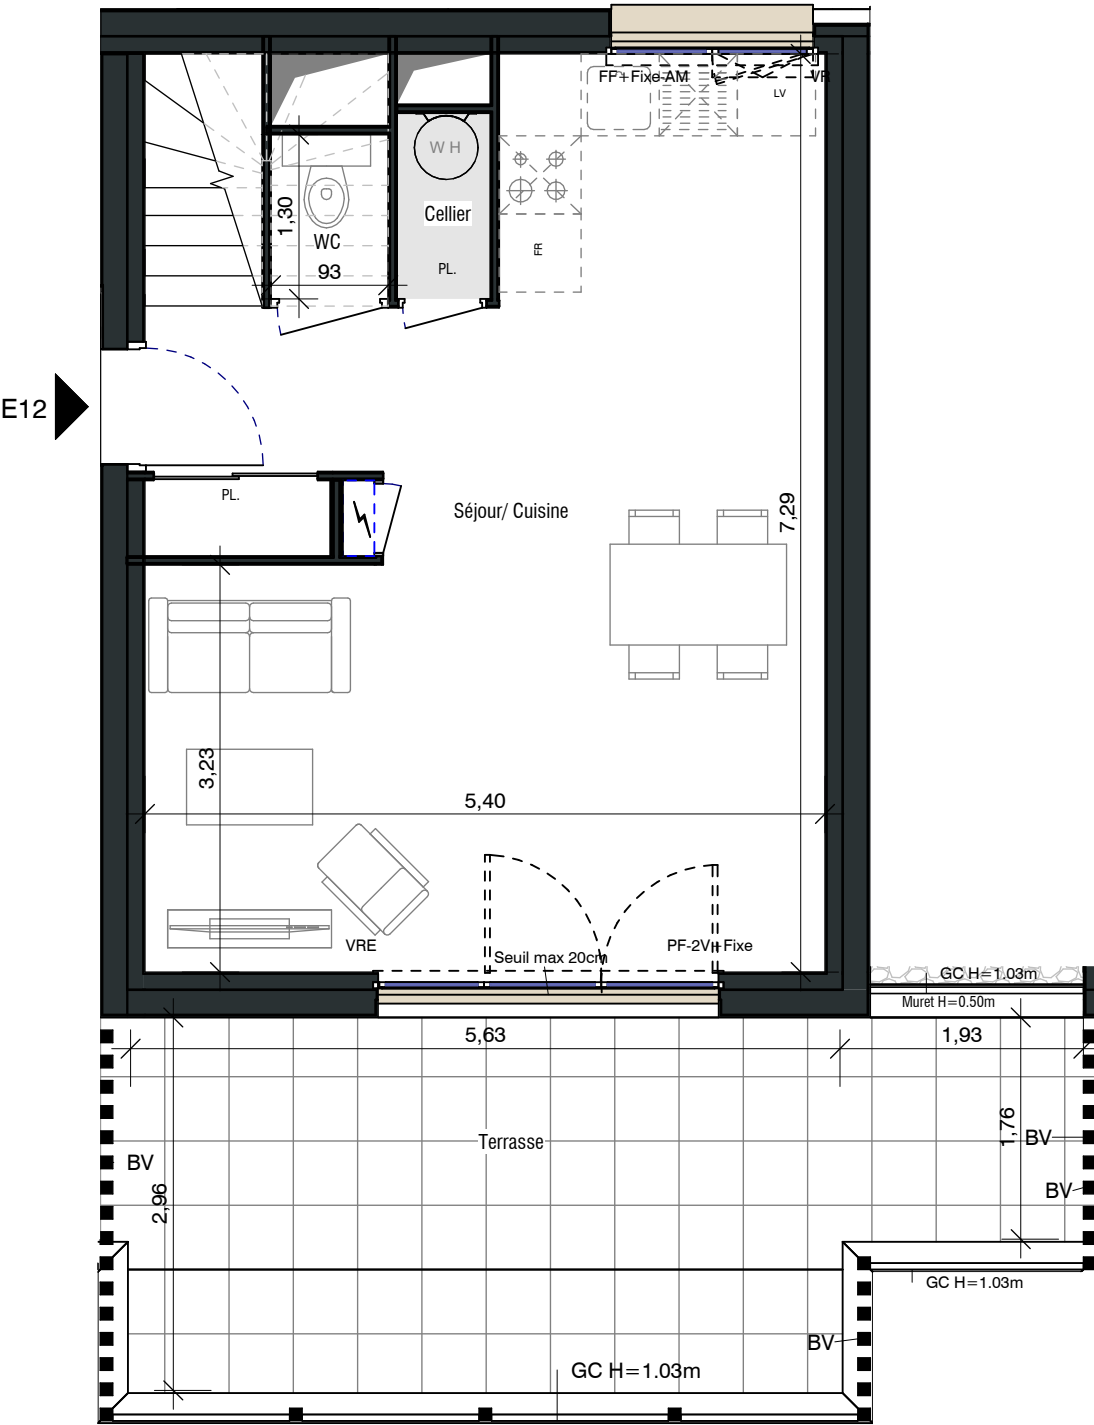 FF+Fixe-AM
VR
LV
W H
Cellier
1,30
WC
FR
PL.
93
E12
PL.
Séjour/ Cuisine
7,29
3,23
5,40
VRE
PF-2V+Fixe
Seuil max 20cm
GC H=1.03m
Muret H=0.50m
5,63
1,93
1,76
Terrasse
BV
BV
BV
2,96
GC H=1.03m
BV
GC H=1.03m